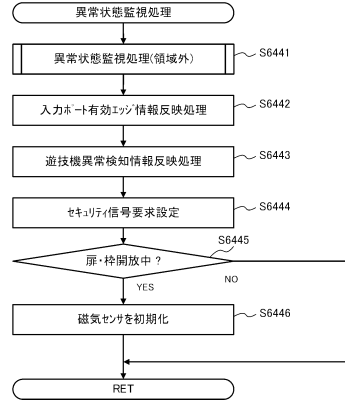 異常状態監視処理
異常状態監視処理(領域外)
S6441
入力ポート有効エッジ情報反映処理
S6442
遊技機異常検知情報反映処理
S6443
セキュリティ信号要求設定
S6444
扉・枠開放中？
S6445
YES
NO
磁気センサを初期化
S6446
RET